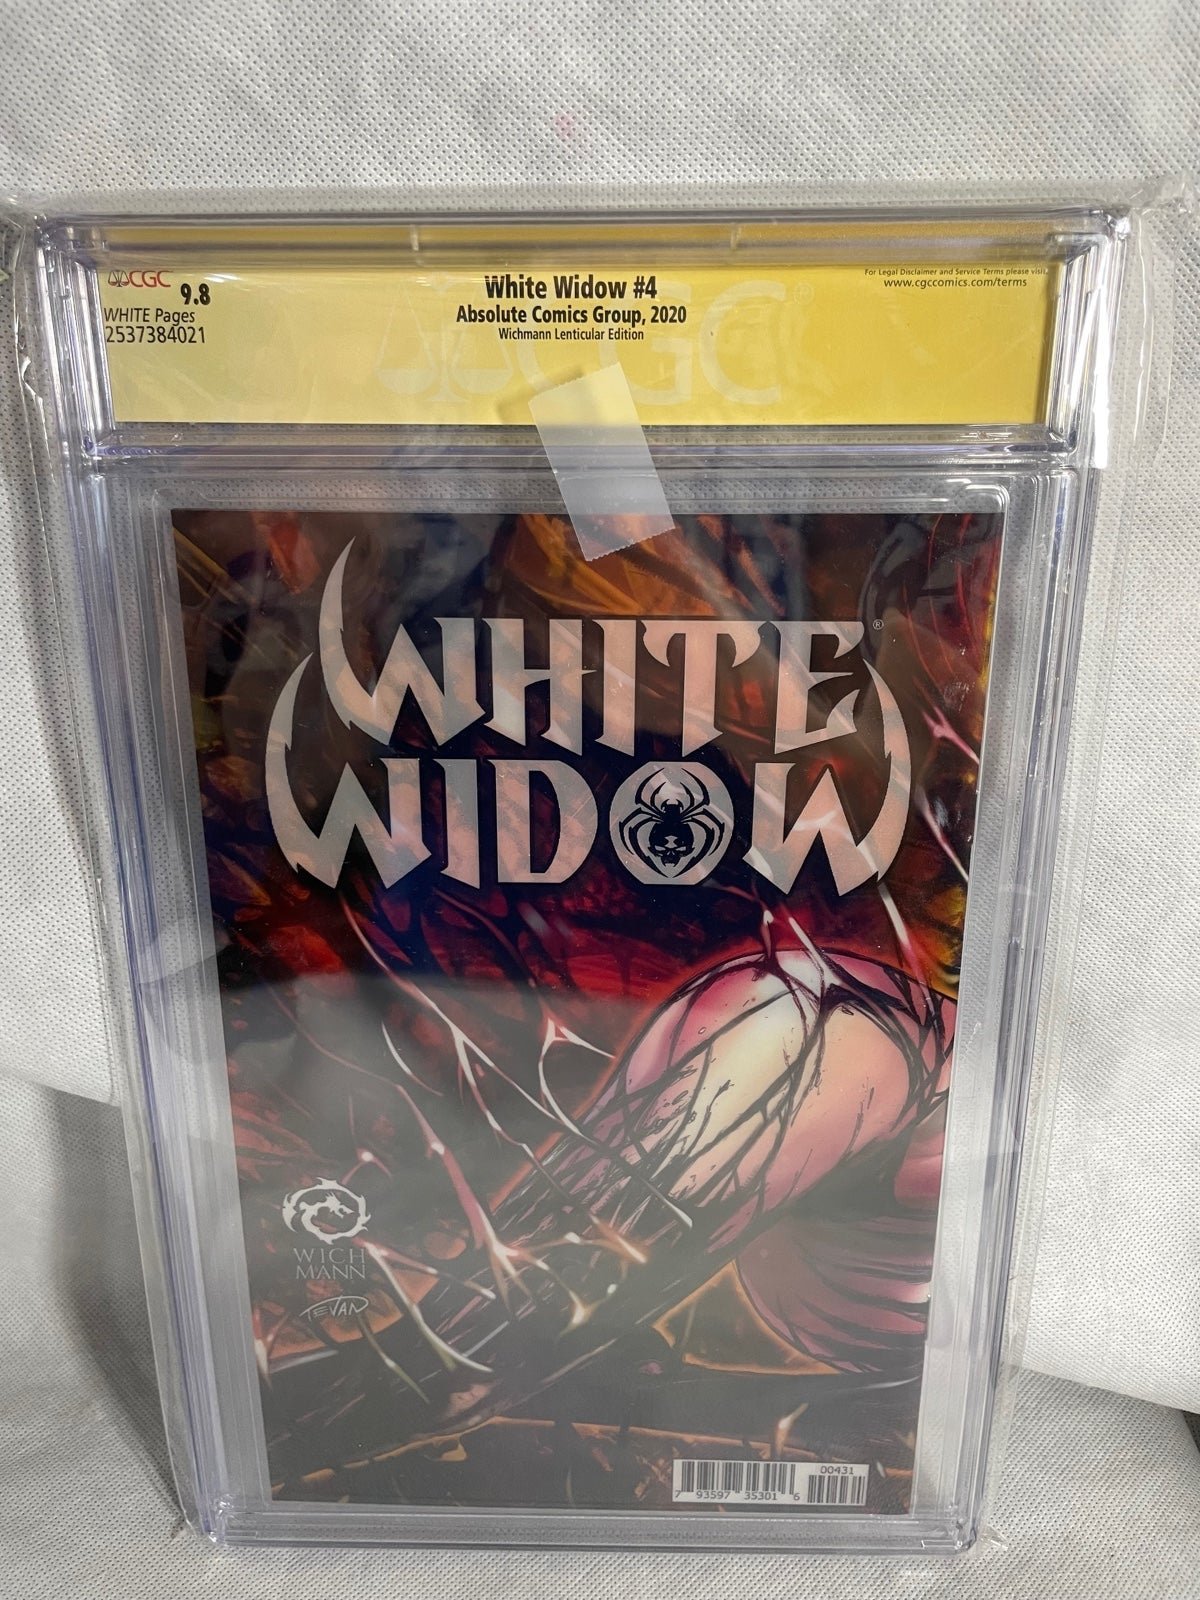 CGC 9.8
WHITE Pages
2537384021
White Widow #4
Absolute Comics Group, 2020
Wichmann Lenticular Edition
For Legal Disclaimer and Service Terms please visit
www.cgccomics.com/terms
CGC®
WHITE®
WIDOW
WICH
MANN
TEVAN
00431
7 93597 35301 6